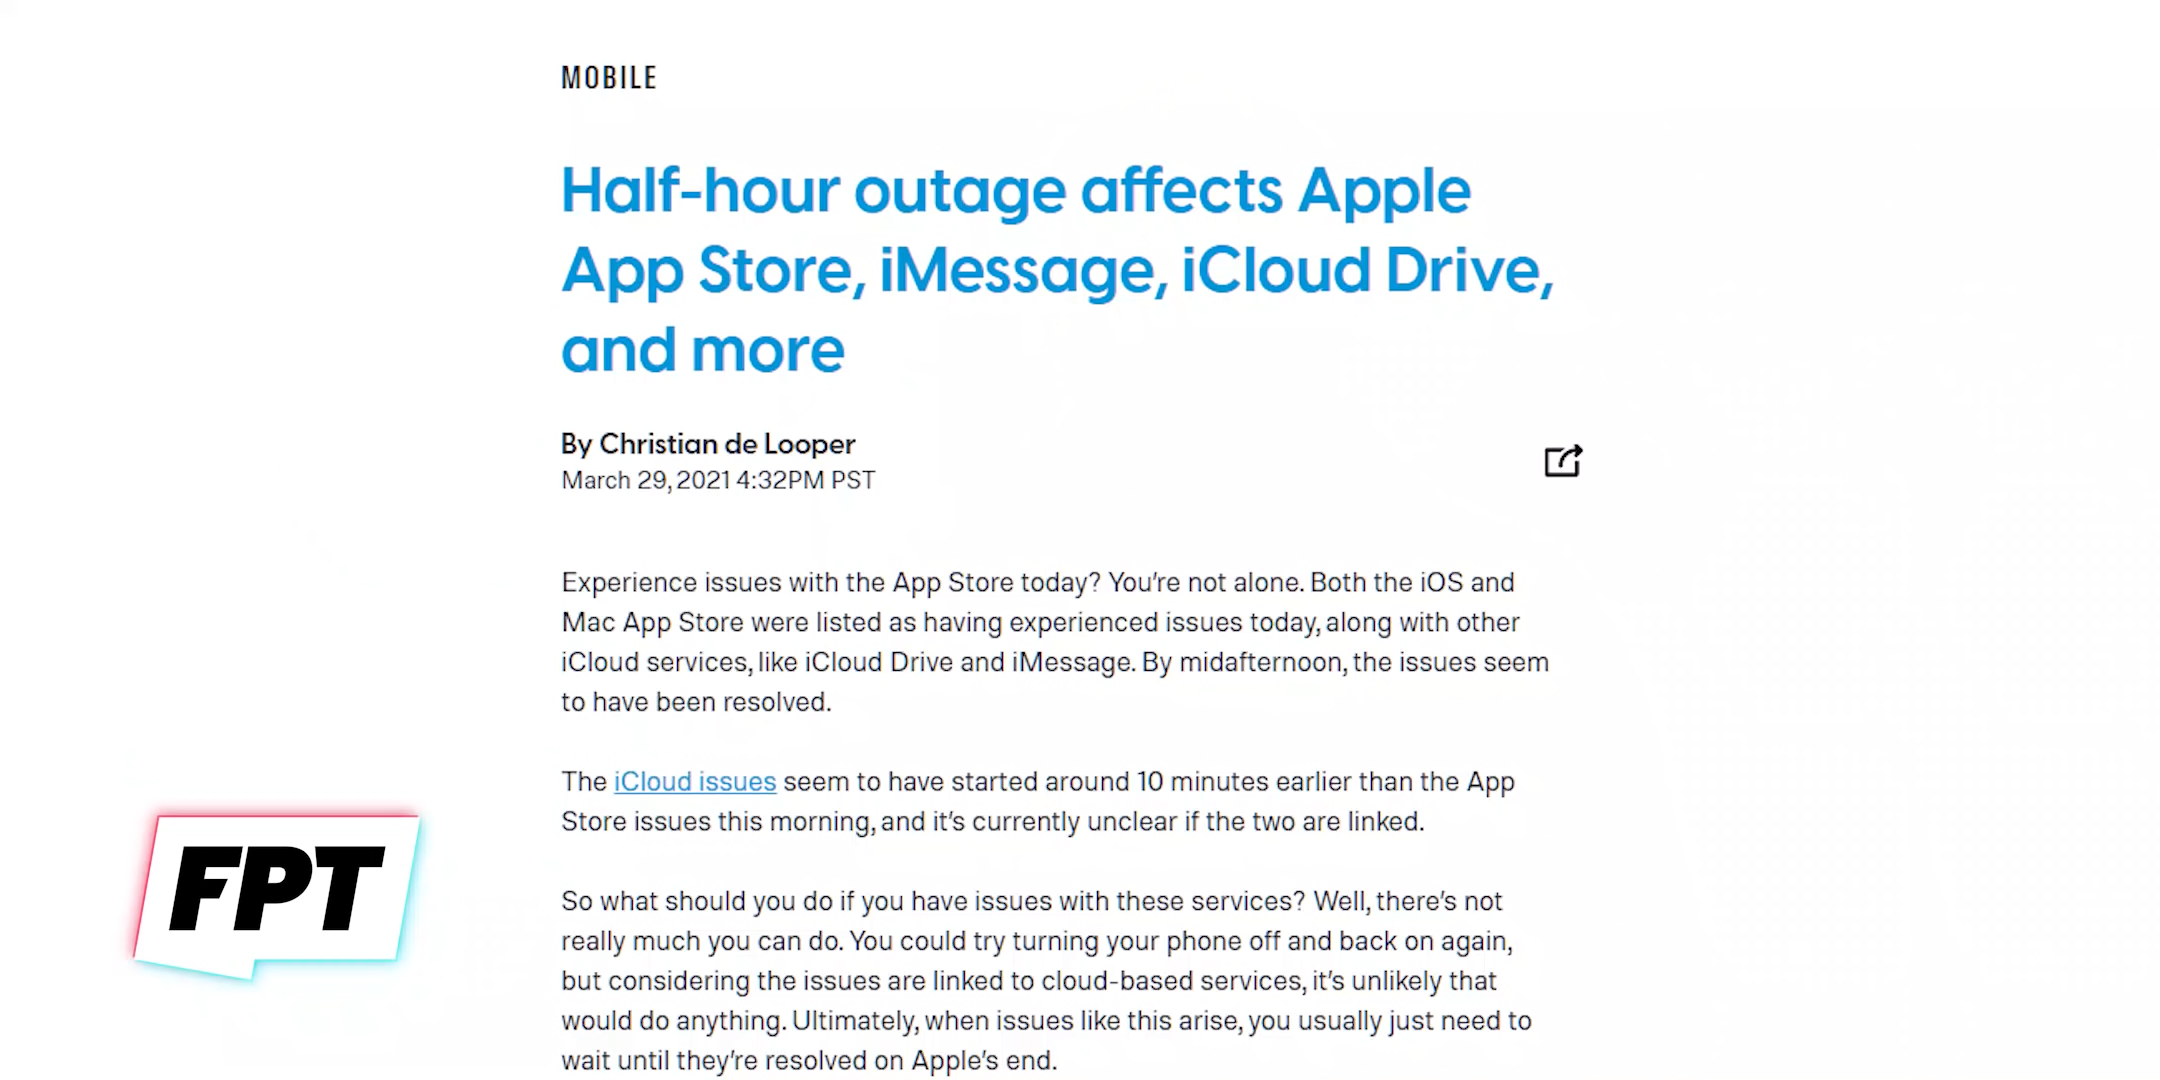 MOBILE
Half-hour outage affects Apple
App Store, iMessage, iCloud Drive,
and more
By Christian de Looper
March 29, 2021 4:32PM PST
Experience issues with the App Store today? You're not alone. Both the iOS and
Mac App Store were listed as having experienced issues today, along with other
iCloud services, like iCloud Drive and iMessage. By midafternoon, the issues seem
to have been resolved.
The iCloud issues seem to have started around 10 minutes earlier than the App
Store issues this morning, and it's currently unclear if the two are linked.
So what should you do if you have issues with these services? Well, there's not
really much you can do. You could try turning your phone off and back on again,
but considering the issues are linked to cloud-based services, it's unlikely that
would do anything. Ultimately, when issues like this arise, you usually just need to
wait until they're resolved on Apple's end.
FPT